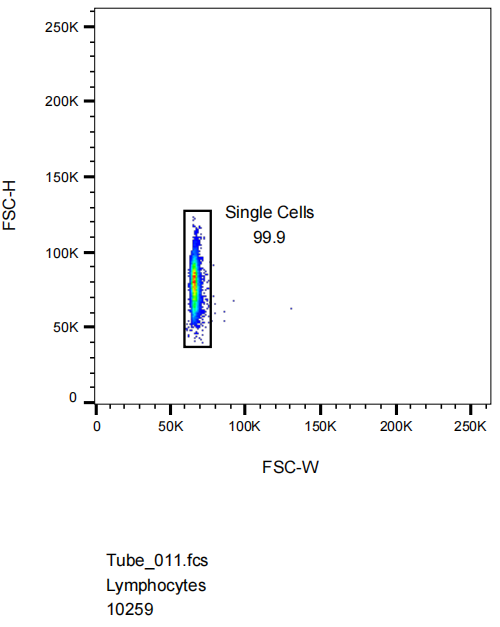 250K
200K
150K
100K
50K
0
FSC-H
Single Cells
99.9
0
50K
100K
150K
200K
250K
FSC-W
Tube_011.fcs
Lymphocytes
10259